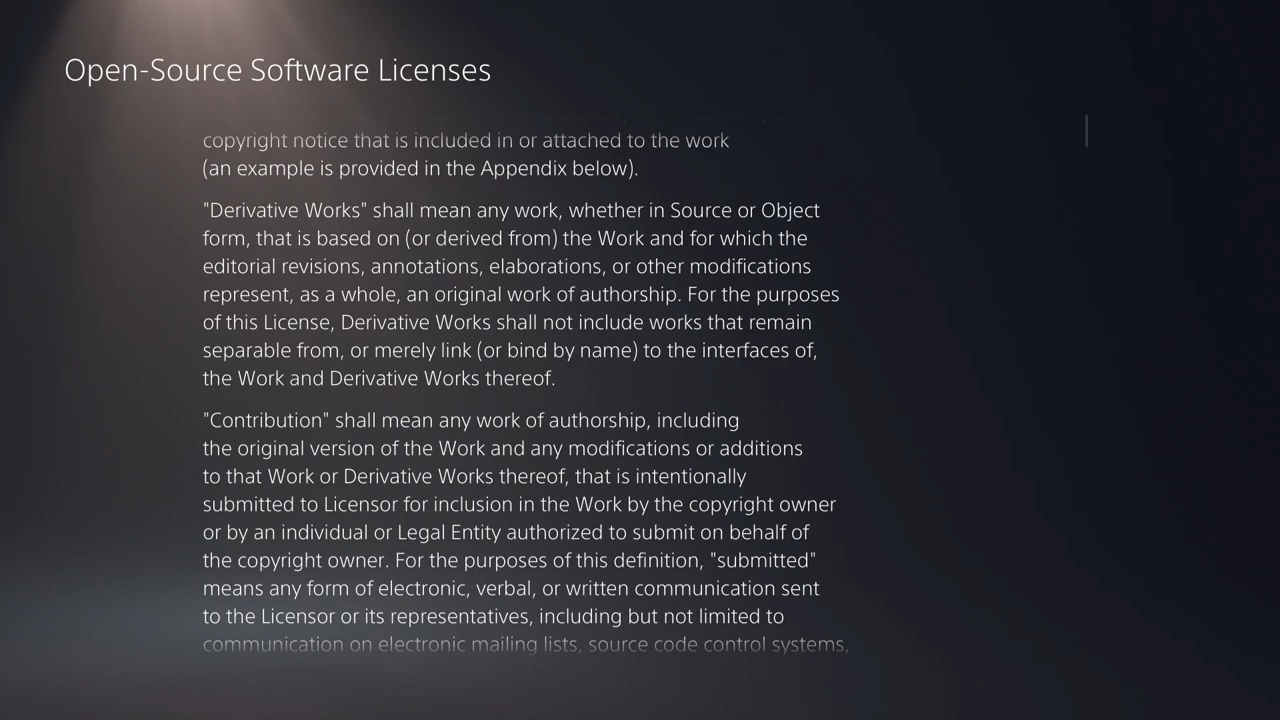 Open-Source Software Licenses
copyright notice that is included in or attached to the work
(an example is provided in the Appendix below).
"Derivative Works" shall mean any work, whether in Source or Object
form, that is based on (or derived from) the Work and for which the
editorial revisions, annotations, elaborations, or other modifications
represent, as a whole, an original work of authorship. For the purposes
of this License, Derivative Works shall not include works that remain
separable from, or merely link (or bind by name) to the interfaces of,
the Work and Derivative Works thereof.
"Contribution" shall mean any work of authorship, including
the original version of the Work and any modifications or additions
to that Work or Derivative Works thereof, that is intentionally
submitted to Licensor for inclusion in the Work by the copyright owner
or by an individual or Legal Entity authorized to submit on behalf of
the copyright owner. For the purposes of this definition, "submitted"
means any form of electronic, verbal, or written communication sent
to the Licensor or its representatives, including but not limited to
communication on electronic mailing lists, source code control systems,